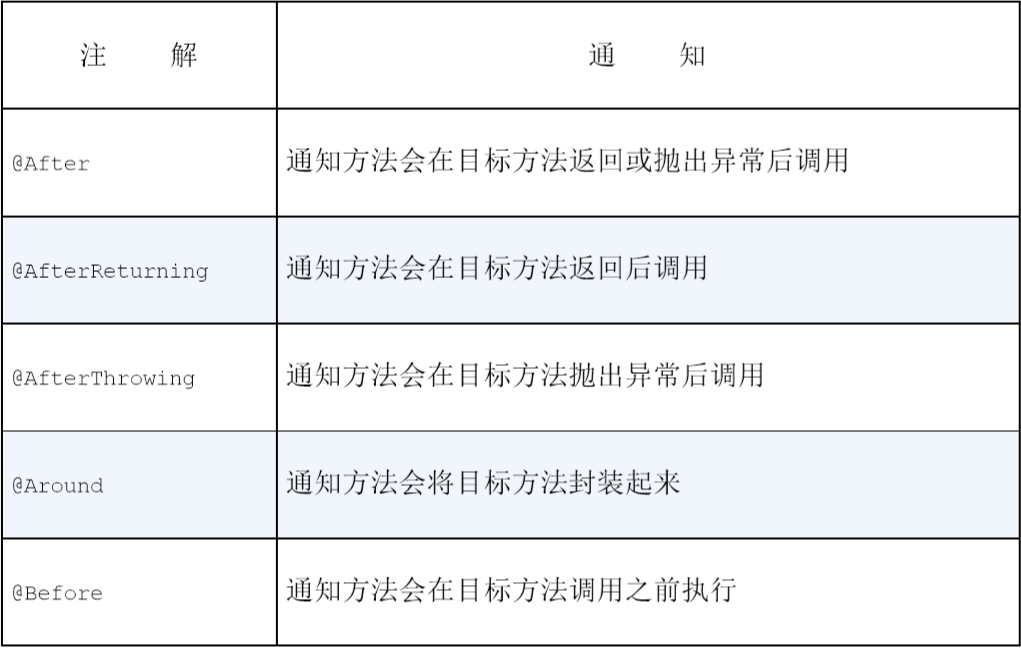 注 解 通 知
@After 通知方法会在目标方法返回或抛出异常后调用
@AfterReturning 通知方法会在目标方法返回后调用
@AfterThrowing 通知方法会在目标方法抛出异常后调用
@Around 通知方法会将目标方法封装起来
@Before 通知方法会在目标方法调用之前执行